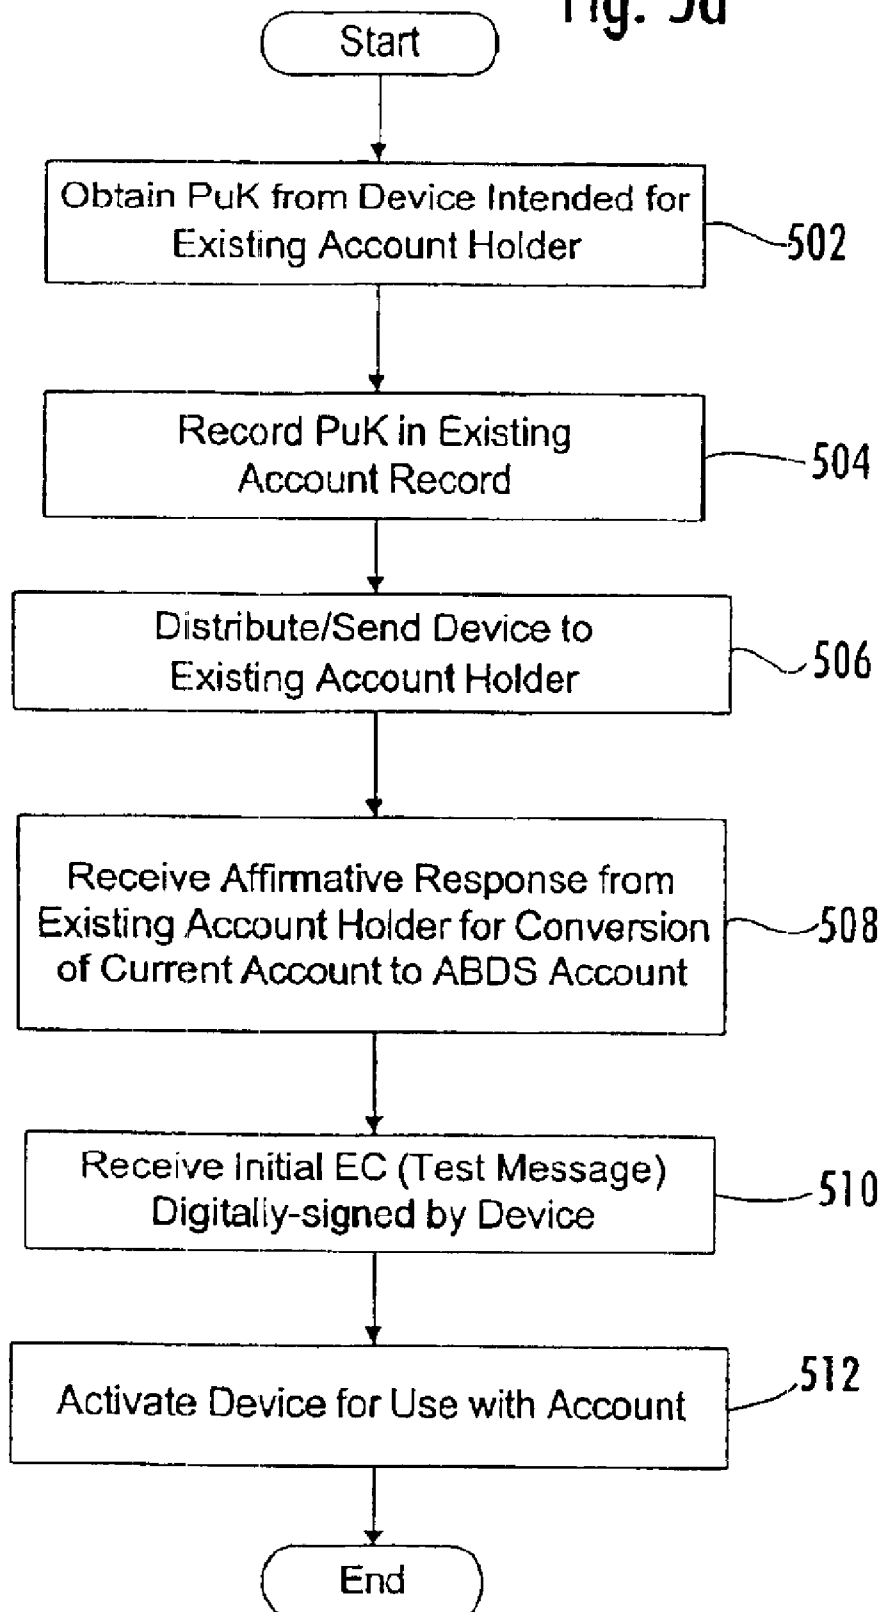 Start
Obtain PuK from Device Intended for
Existing Account Holder
502
Record PuK in Existing
Account Record
504
Distribute/Send Device to
Existing Account Holder
506
Receive Affirmative Response from
Existing Account Holder for Conversion
of Current Account to ABDS Account
508
Receive Initial EC (Test Message)
Digitally-signed by Device
510
Activate Device for Use with Account
512
End